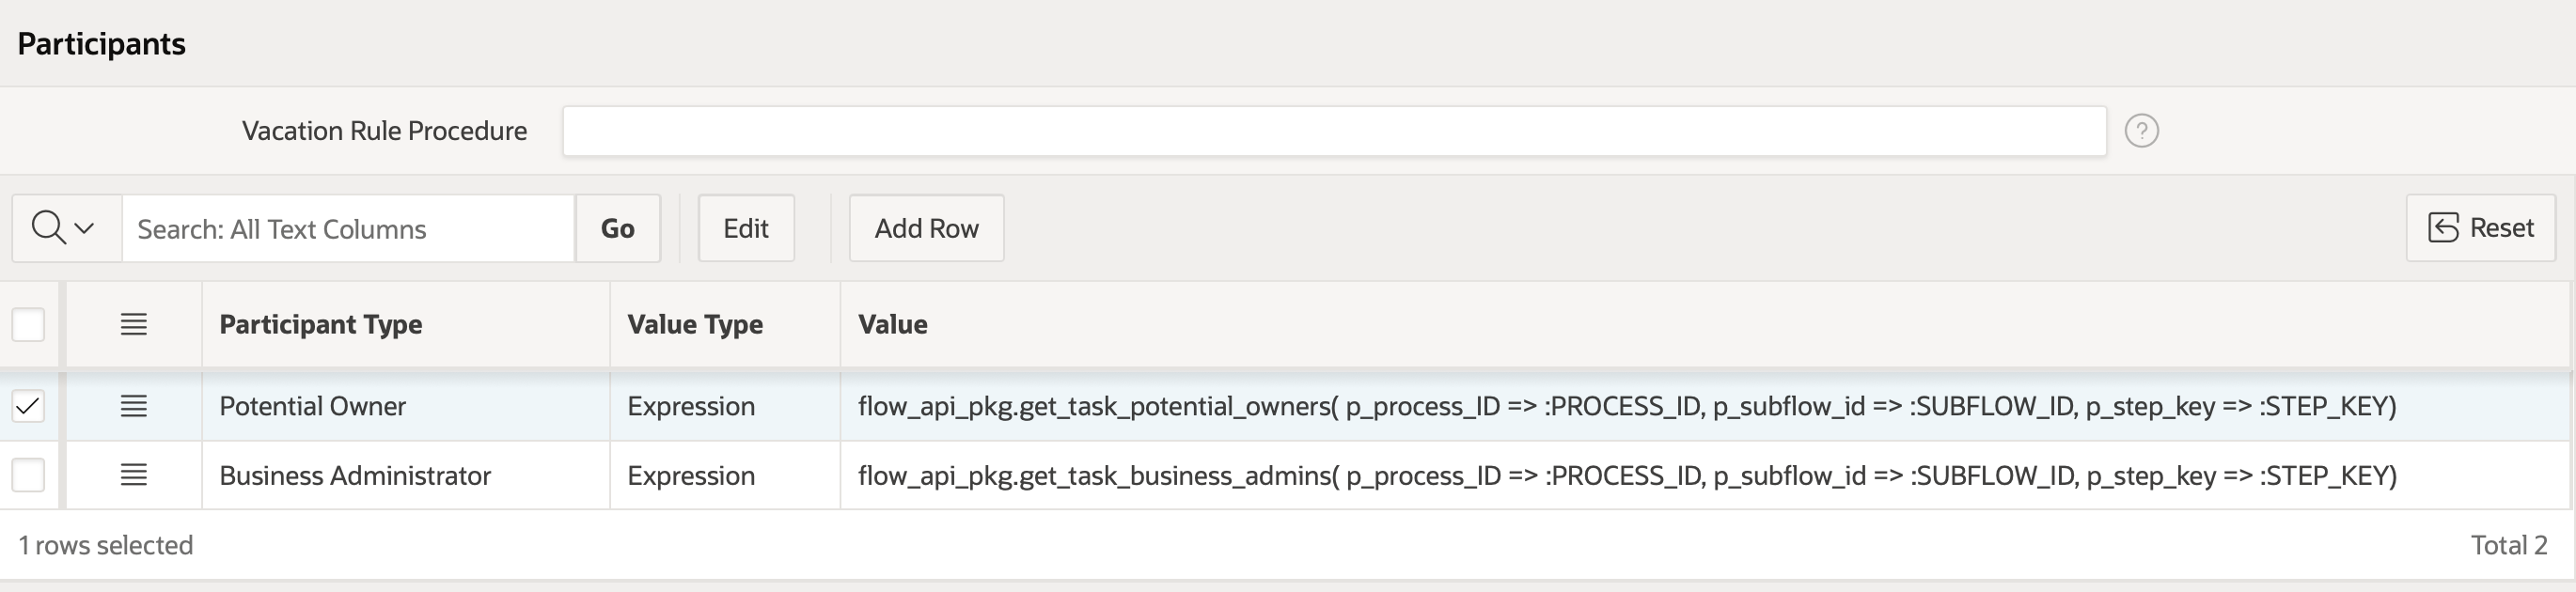 Participants
Vacation Rule Procedure
Search: All Text Columns Go Edit Add Row Reset
Participant Type Value Type Value
Potential Owner Expression flow_api_pkg.get_task_potential_owners( p_process_ID => :PROCESS_ID, p_subflow_id => :SUBFLOW_ID, p_step_key => :STEP_KEY)
Business Administrator Expression flow_api_pkg.get_task_business_admins( p_process_ID => :PROCESS_ID, p_subflow_id => :SUBFLOW_ID, p_step_key => :STEP_KEY)
1 rows selected Total 2